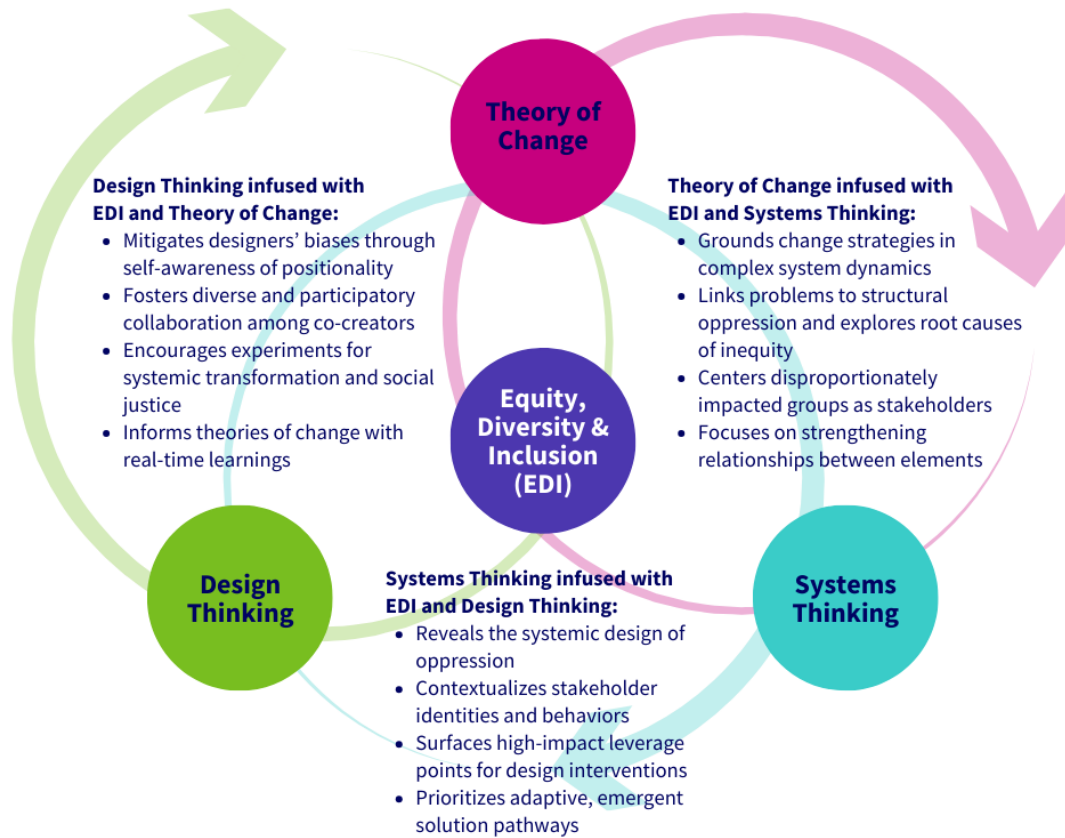 Theory of
Change
Design Thinking infused with
EDI and Theory of Change:
• Mitigates designers’ biases through
self-awareness of positionality
• Fosters diverse and participatory
collaboration among co-creators
• Encourages experiments for
systemic transformation and social
justice
• Informs theories of change with
real-time learnings
Theory of Change infused with
EDI and Systems Thinking:
• Grounds change strategies in
complex system dynamics
• Links problems to structural
oppression and explores root causes
of inequity
• Centers disproportionately
impacted groups as stakeholders
• Focuses on strengthening
relationships between elements
Equity,
Diversity &
Inclusion
(EDI)
Design
Thinking
Systems Thinking infused with
EDI and Design Thinking:
• Reveals the systemic design of
oppression
• Contextualizes stakeholder
identities and behaviors
• Surfaces high-impact leverage
points for design interventions
• Prioritizes adaptive, emergent
solution pathways
Systems
Thinking